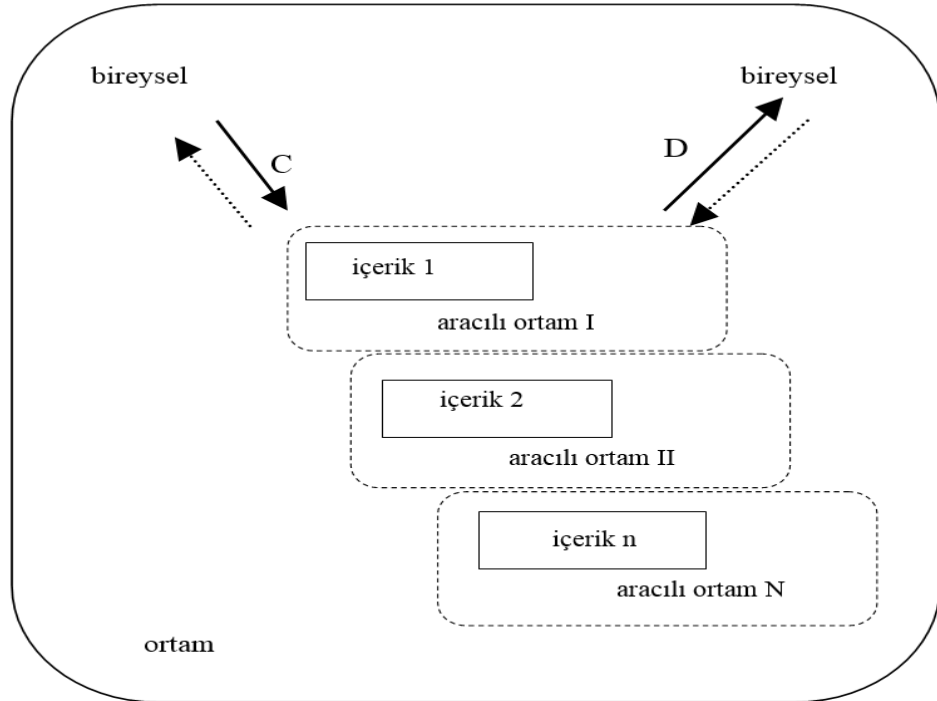 bireysel
bireysel
C
D
içerik 1
aracılı ortam I
içerik 2
aracılı ortam II
içerik n
aracılı ortam N
ortam